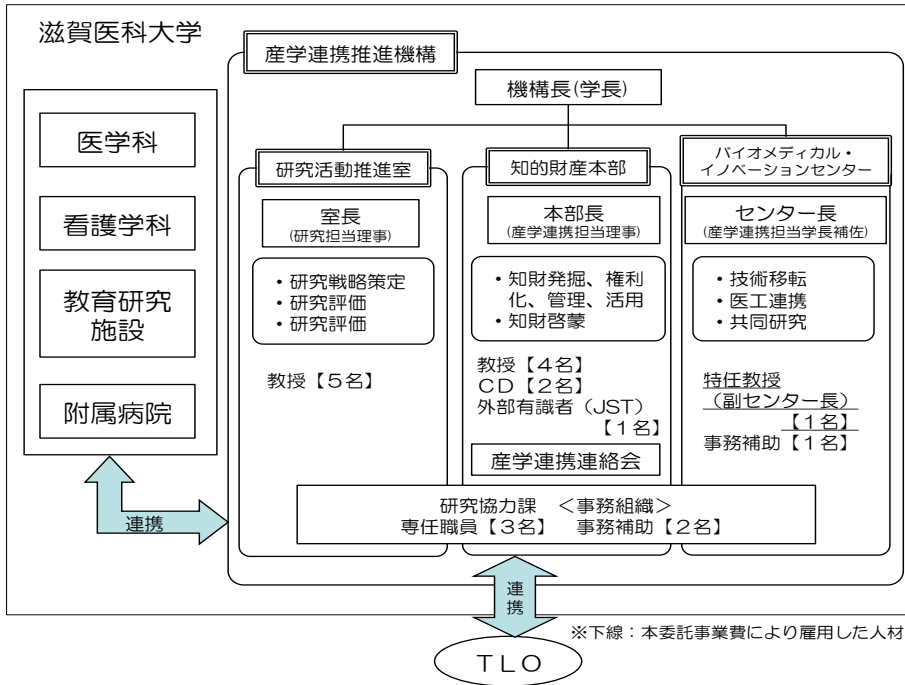 滋賀医科大学
産学連携推進機構
機構長(学長)
医学科
看護学科
教育研究
施設
附属病院
連携
研究活動推進室
室長
(研究担当理事)
・研究戦略策定
・研究評価
・研究評価
教授【5名】
知的財産本部
本部長
(産学連携担当理事)
・知財発掘、権利
化、管理、活用
・知財啓蒙
教授【4名】
CD【2名】
外部有識者(JST)
【1名】
産学連携連絡会
バイオメディカル・
イノベーションセンター
センター長
(産学連携担当学長補佐)
・技術移転
・医工連携
・共同研究
特任教授
(副センター長)
【1名】
事務補助【1名】
研究協力課 <事務組織>
専任職員【3名】 事務補助【2名】
連
携
TLO
※下線:本委託事業費により雇用した人材